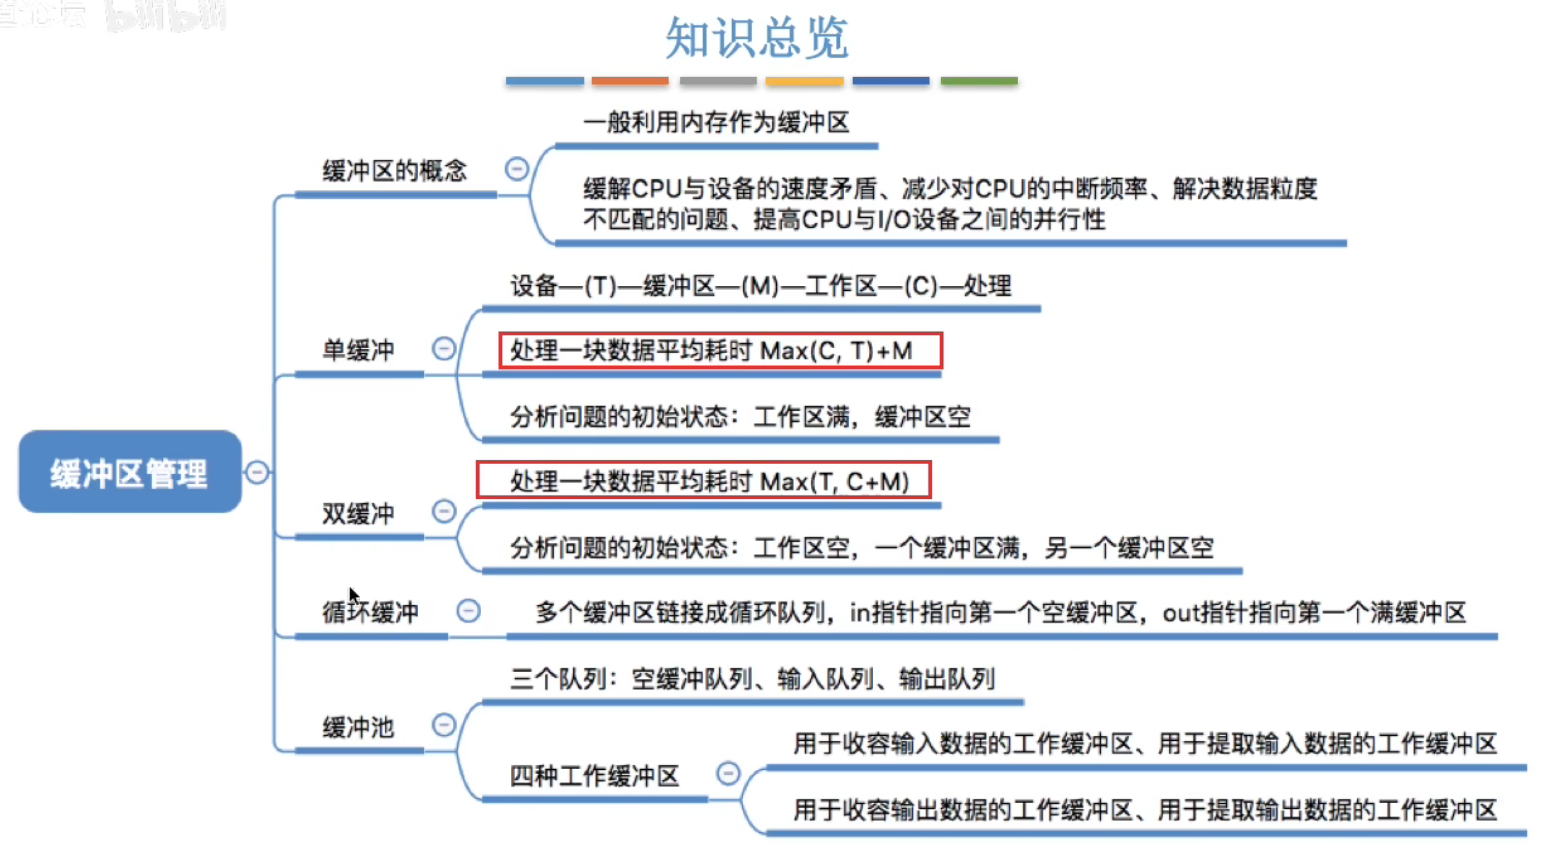 bilibili
知识总览
缓冲区管理
缓冲区的概念
一般利用内存作为缓冲区
缓解CPU与设备的速度矛盾、减少对CPU的中断频率、解决数据粒度
不匹配的问题、提高CPU与I/O设备之间的并行性
单缓冲
设备—(T)—缓冲区—(M)—工作区—(C)—处理
处理一块数据平均耗时 Max(C, T)+M
分析问题的初始状态：工作区满，缓冲区空
双缓冲
处理一块数据平均耗时 Max(T, C+M)
分析问题的初始状态：工作区空，一个缓冲区满，另一个缓冲区空
循环缓冲
多个缓冲区链接成循环队列，in指针指向第一个空缓冲区，out指针指向第一个满缓冲区
缓冲池
三个队列：空缓冲队列、输入队列、输出队列
四种工作缓冲区
用于收容输入数据的工作缓冲区、用于提取输入数据的工作缓冲区
用于收容输出数据的工作缓冲区、用于提取输出数据的工作缓冲区